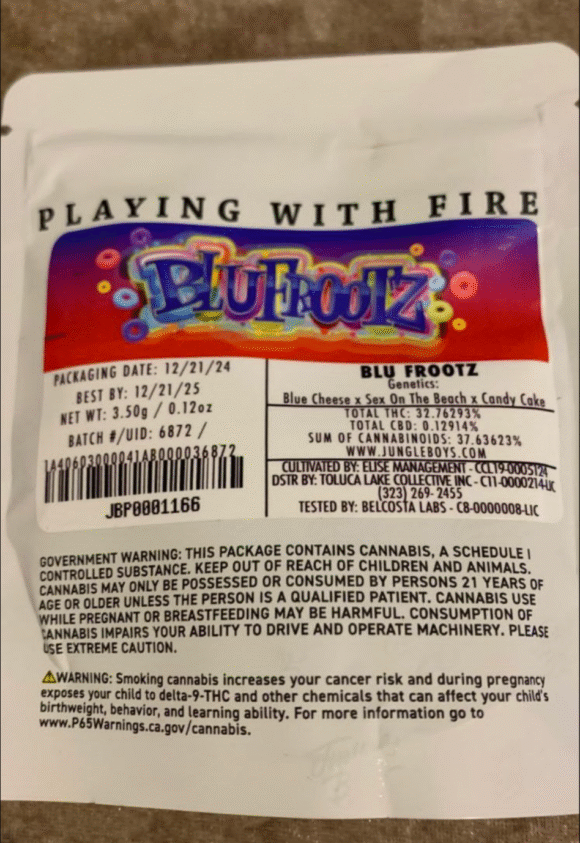 PLAYING WITH FIRE
BLUFROOTZ
PACKAGING DATE: 12/21/24
BEST BY: 12/21/25
NET WT: 3.50g / 0.12oz
BATCH #/UID: 6872 /
1A40603000041A8000036872
JBP0001166
BLU FROOTZ
Genetics:
Blue Cheese x Sex On The Beach x Candy Cake
TOTAL THC: 32.76293%
TOTAL CBD: 0.12914%
SUM OF CANNABINOIDS: 37.63623%
WWW.JUNGLEBOYS.COM
CULTIVATED BY: ELISE MANAGEMENT - CCL19-0005124
DSTR BY: TOLUCA LAKE COLLECTIVE INC - C11-0000214-LIC
(323) 269-2455
TESTED BY: BELCOSTA LABS - C8-0000008-LIC
GOVERNMENT WARNING: THIS PACKAGE CONTAINS CANNABIS, A SCHEDULE I
CONTROLLED SUBSTANCE. KEEP OUT OF REACH OF CHILDREN AND ANIMALS.
CANNABIS MAY ONLY BE POSSESSED OR CONSUMED BY PERSONS 21 YEARS OF
AGE OR OLDER UNLESS THE PERSON IS A QUALIFIED PATIENT. CANNABIS USE
WHILE PREGNANT OR BREASTFEEDING MAY BE HARMFUL. CONSUMPTION OF
CANNABIS IMPAIRS YOUR ABILITY TO DRIVE AND OPERATE MACHINERY. PLEASE
USE EXTREME CAUTION.
⚠WARNING: Smoking cannabis increases your cancer risk and during pregnancy
exposes your child to delta-9-THC and other chemicals that can affect your child's
birthweight, behavior, and learning ability. For more information go to
www.P65Warnings.ca.gov/cannabis.